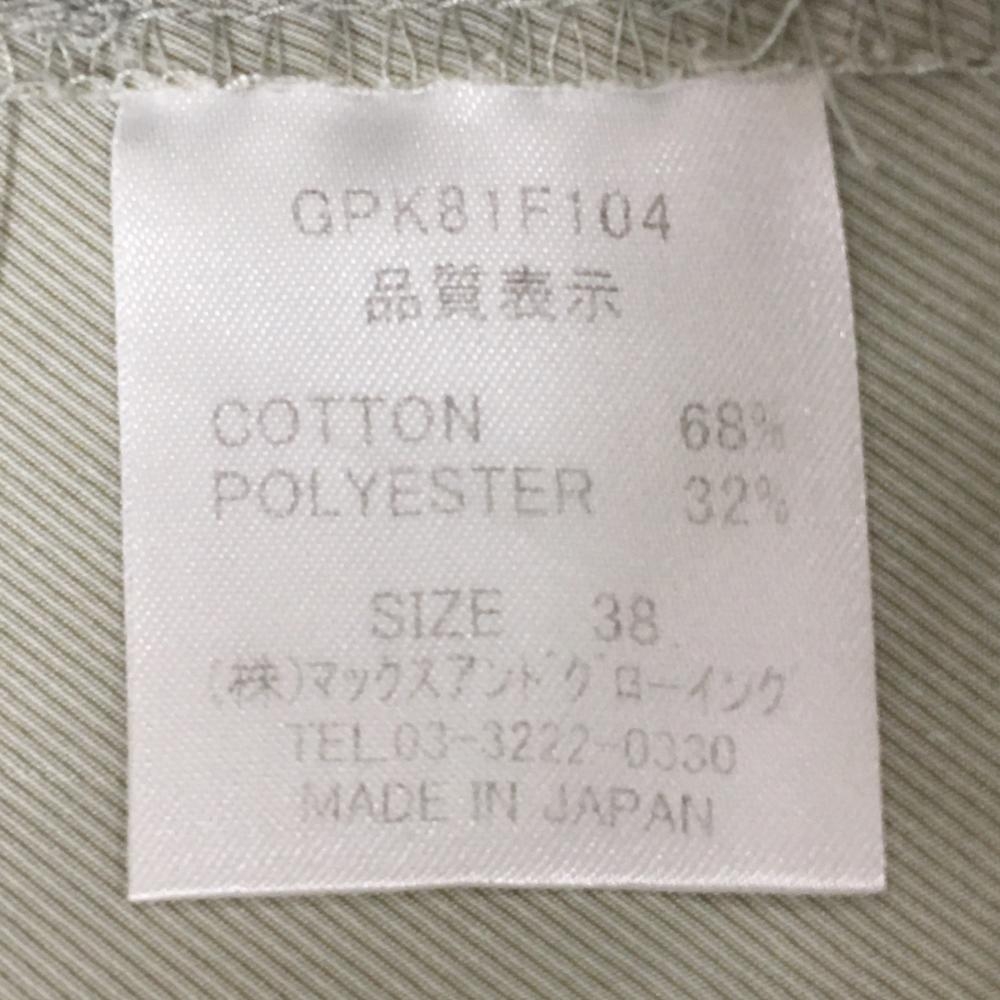 GPK81F104
品質表示
COTTON 68%
POLYESTER 32%
SIZE 38
(株)マックスアンドグローイング
TEL.03-3222-0330
MADE IN JAPAN